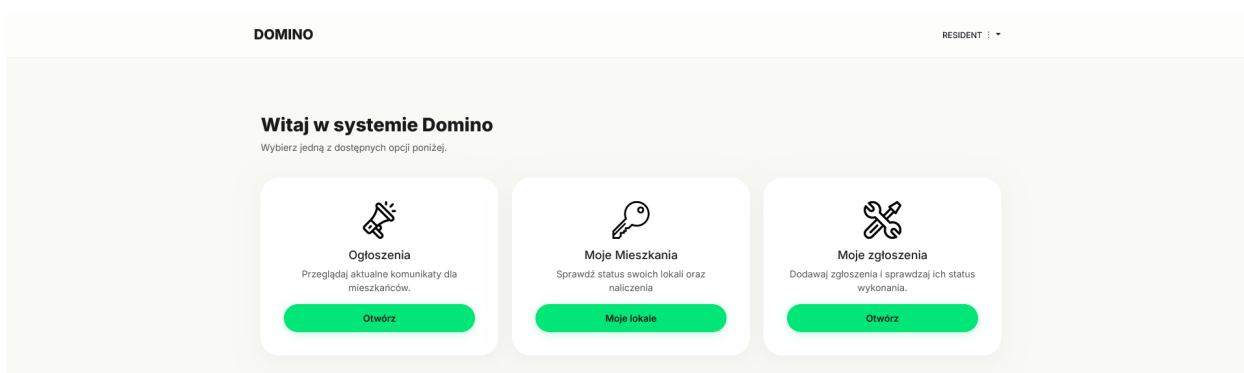 DOMINO
RESIDENT ⋮
Witaj w systemie Domino
Wybierz jedną z dostępnych opcji poniżej.
Ogłoszenia
Przeglądaj aktualne komunikaty dla
mieszkańców.
Otwórz
Moje Mieszkania
Sprawdź status swoich lokali oraz
naliczenia
Moje lokale
Moje zgłoszenia
Dodawaj zgłoszenia i sprawdzaj ich status
wykonania.
Otwórz